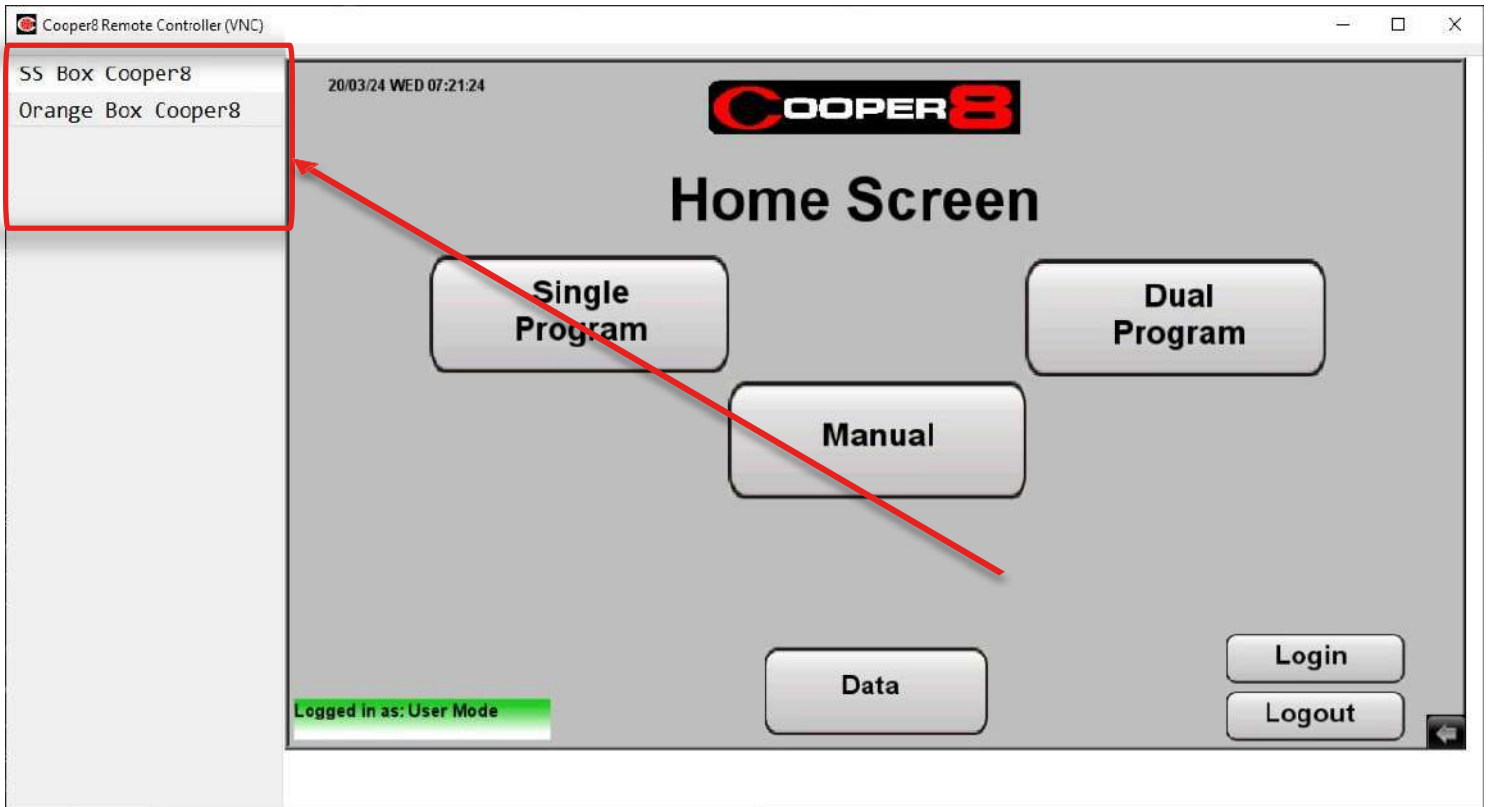 Cooper8 Remote Controller (VNC)
SS Box Cooper8
Orange Box Cooper8
20/03/24 WED 07:21:24
COOPER8
Home Screen
Single
Program
Dual
Program
Manual
Data
Login
Logout
Logged in as: User Mode